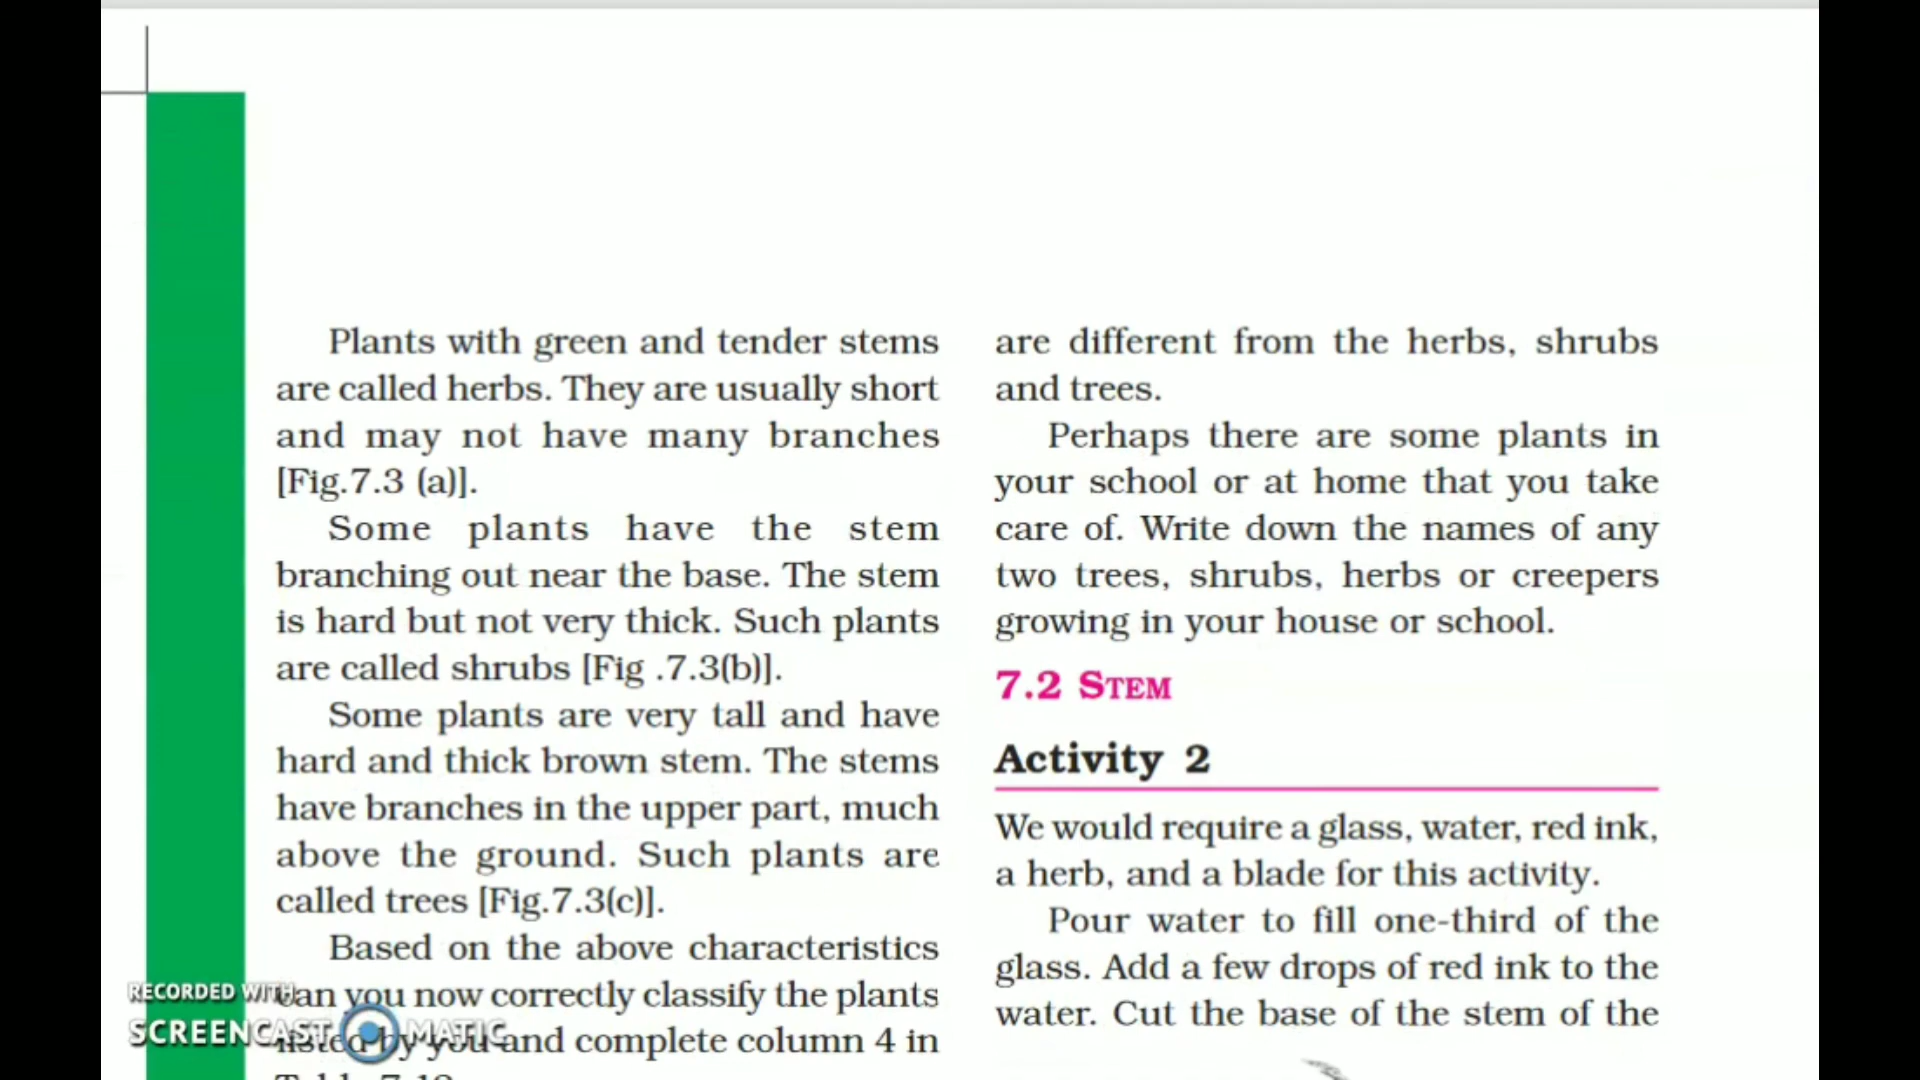 Plants with green and tender stems
are called herbs. They are usually short
and may not have many branches
[Fig.7.3 (a)].
Some plants have the stem
branching out near the base. The stem
is hard but not very thick. Such plants
are called shrubs [Fig .7.3(b)].
Some plants are very tall and have
hard and thick brown stem. The stems
have branches in the upper part, much
above the ground. Such plants are
called trees [Fig.7.3(c)].
Based on the above characteristics
can you now correctly classify the plants
listed by you and complete column 4 in
are different from the herbs, shrubs
and trees.
Perhaps there are some plants in
your school or at home that you take
care of. Write down the names of any
two trees, shrubs, herbs or creepers
growing in your house or school.
7.2 STEM
Activity 2
We would require a glass, water, red ink,
a herb, and a blade for this activity.
Pour water to fill one-third of the
glass. Add a few drops of red ink to the
water. Cut the base of the stem of the
RECORDED WITH
SCREENCAST MATIC